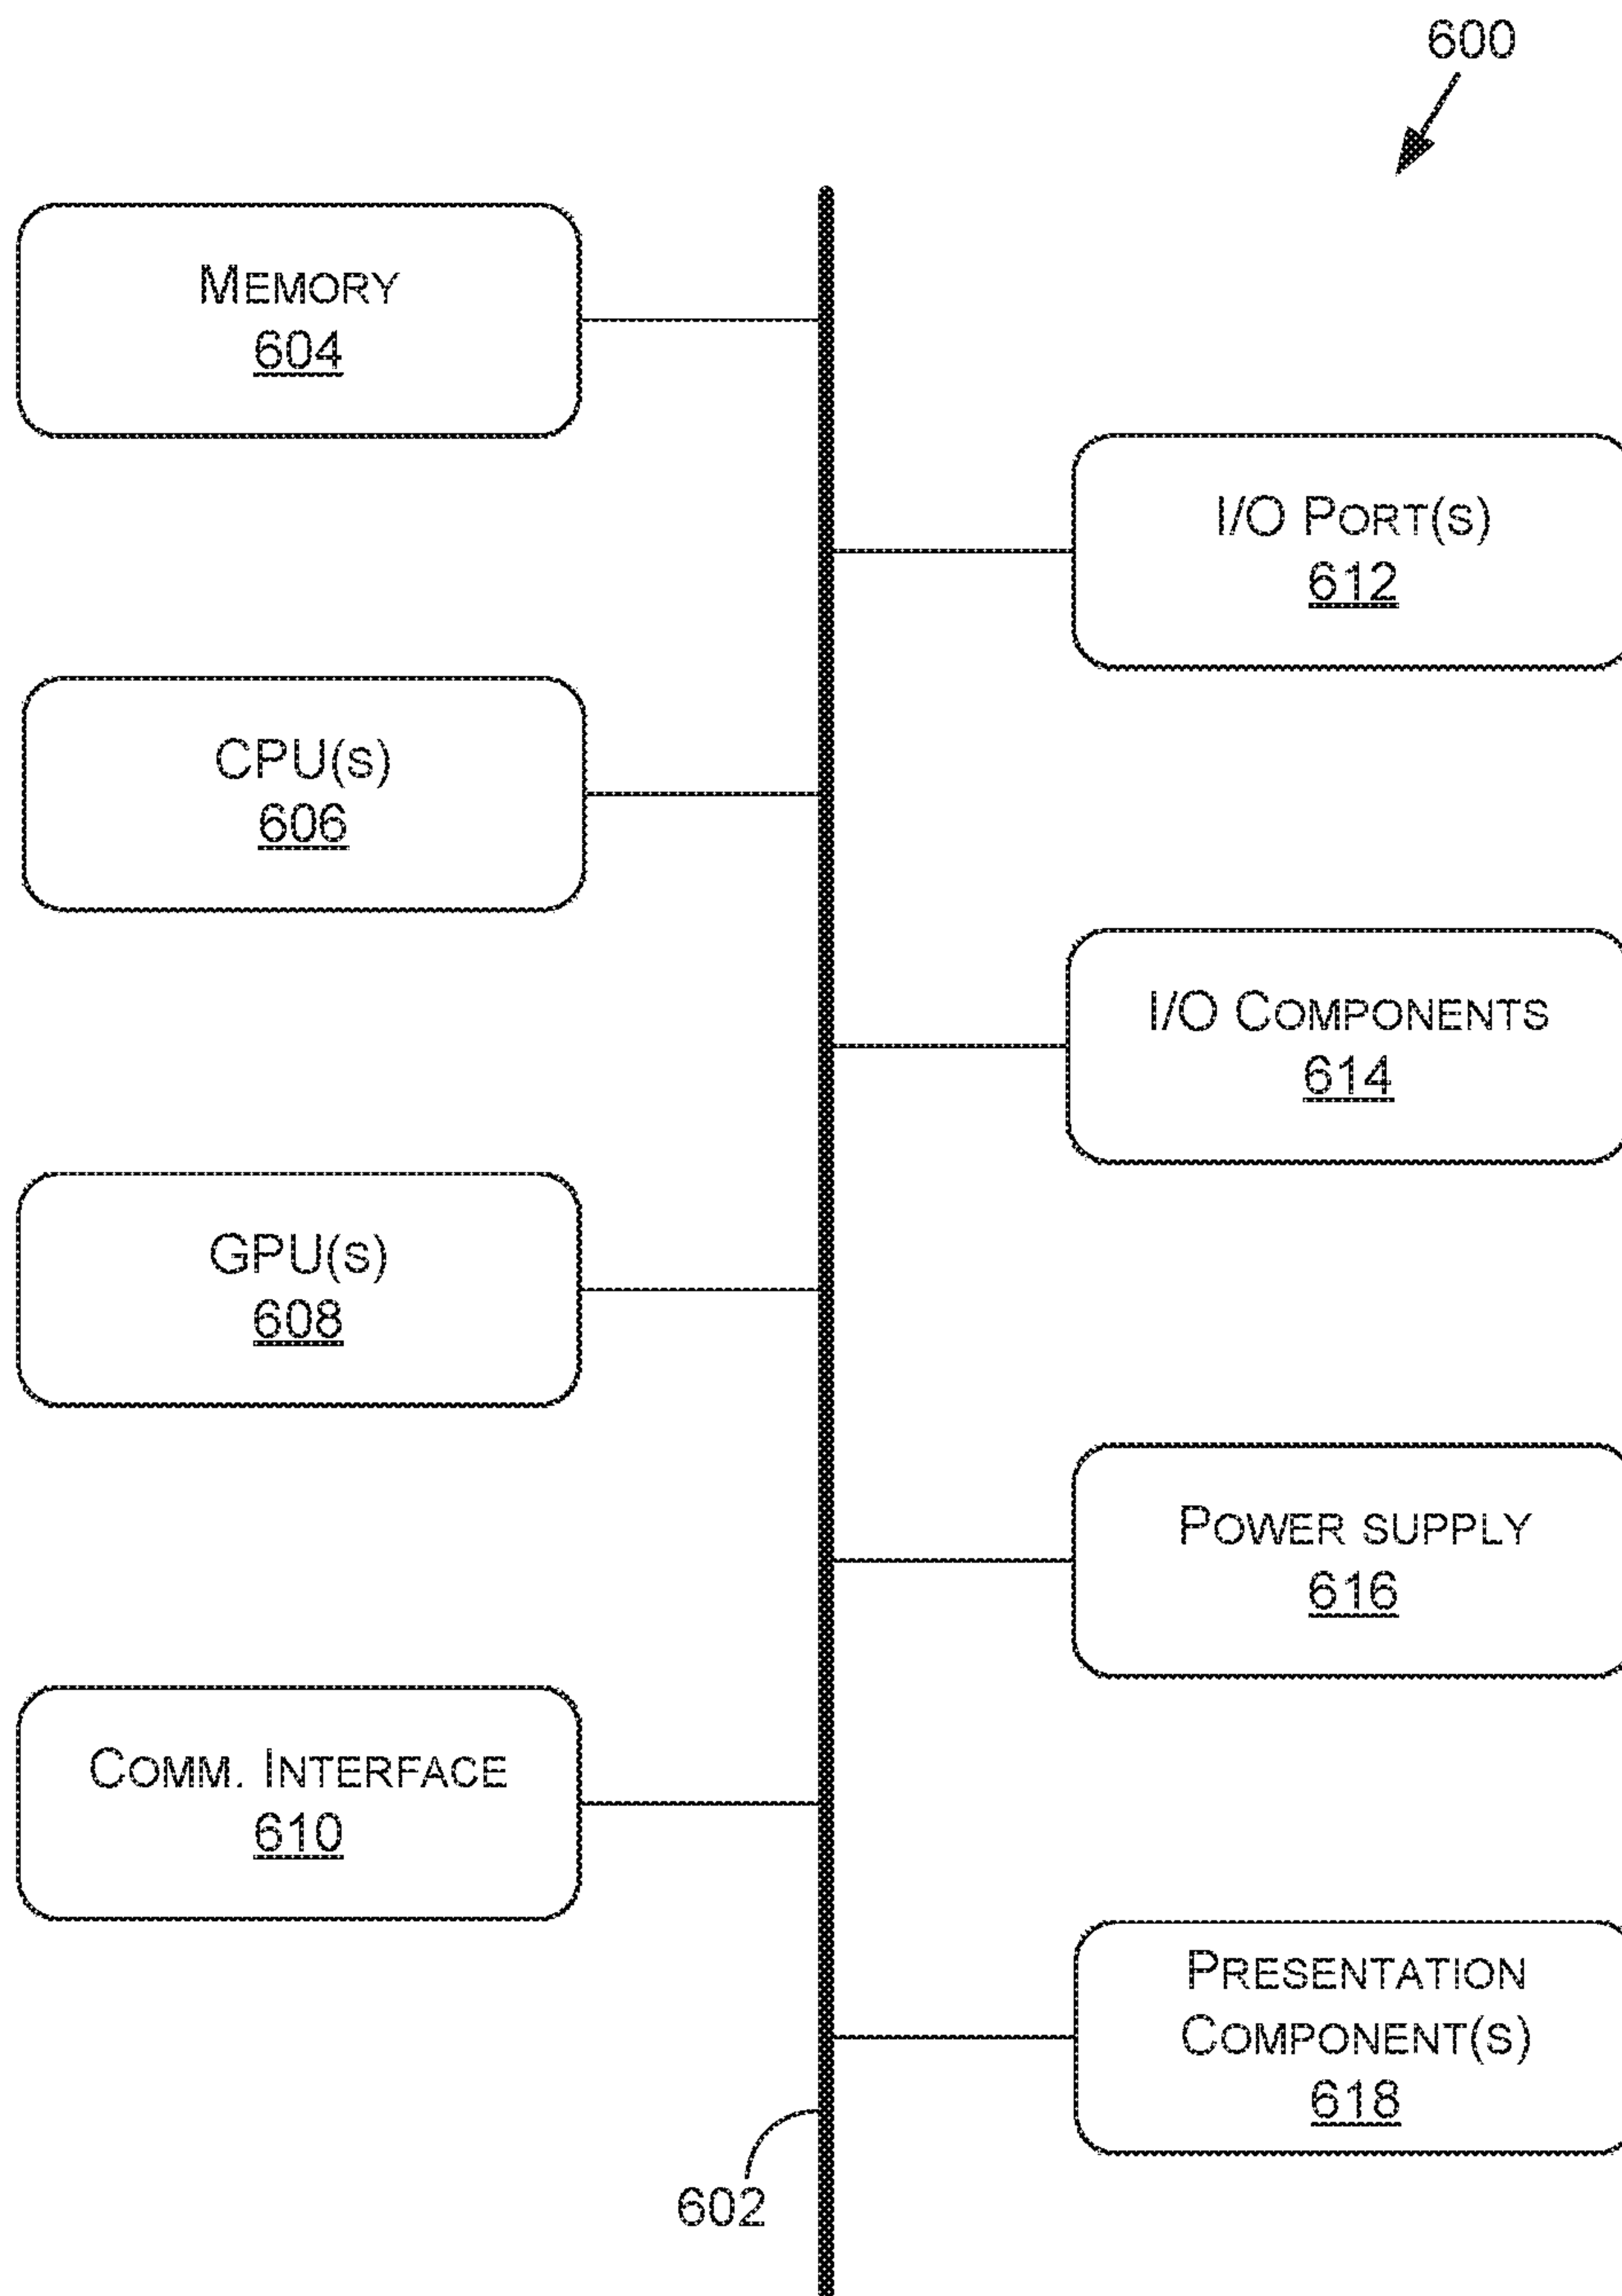 600
MEMORY
604
I/O PORT(S)
612
CPU(S)
606
I/O COMPONENTS
614
GPU(S)
608
POWER SUPPLY
616
COMM. INTERFACE
610
PRESENTATION
COMPONENT(S)
618
602